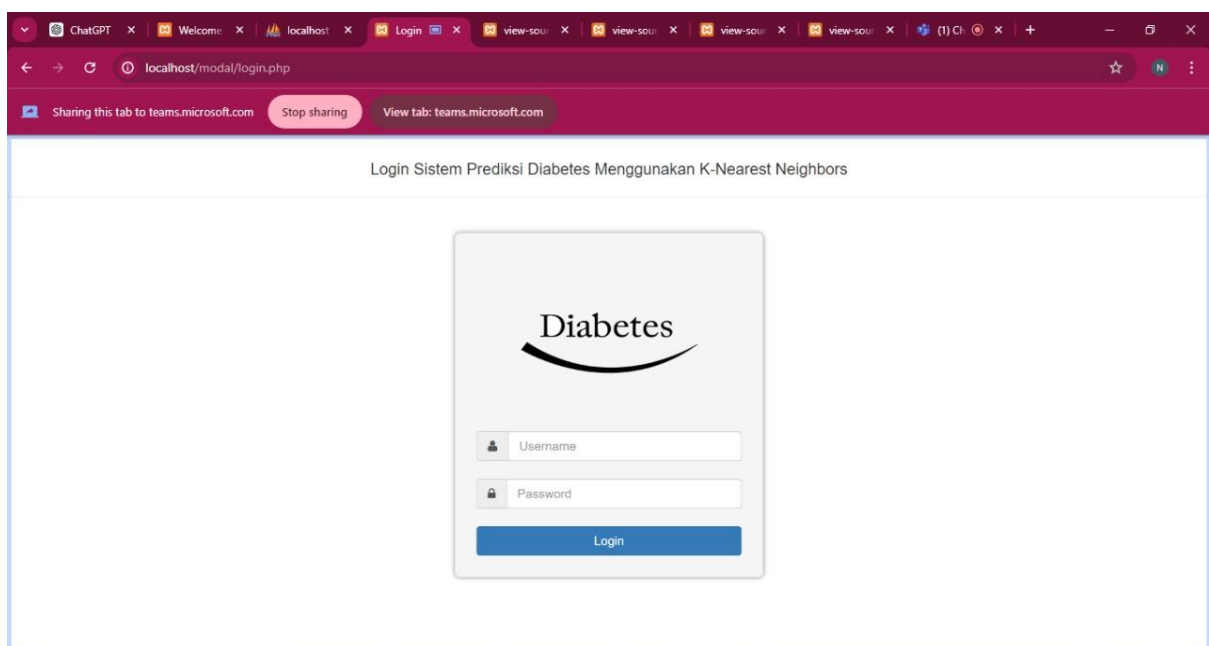 ChatGPT Welcome localhost Login view-sour view-sour view-sour view-sour (1) Ch
localhost/modal/login.php N
Sharing this tab to teams.microsoft.com Stop sharing View tab: teams.microsoft.com
Login Sistem Prediksi Diabetes Menggunakan K-Nearest Neighbors
Diabetes
Username
Password
Login